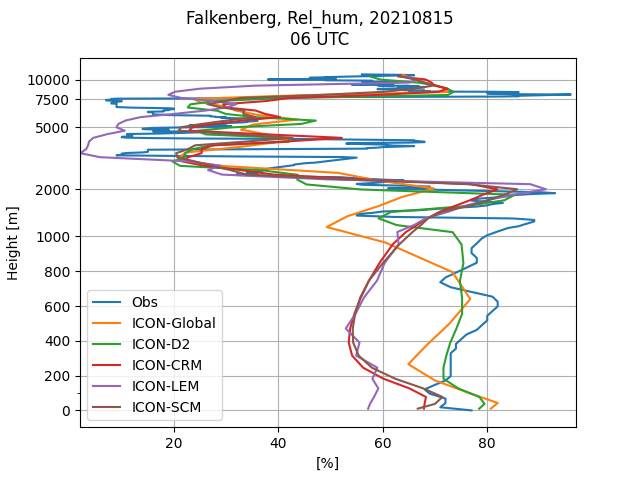 Falkenberg, Rel_hum, 20210815
06 UTC
Height [m]
10000
7500
5000
2000
1000
800
600
400
200
0
Obs
ICON-Global
ICON-D2
ICON-CRM
ICON-LEM
ICON-SCM
20 40 60 80
[%]